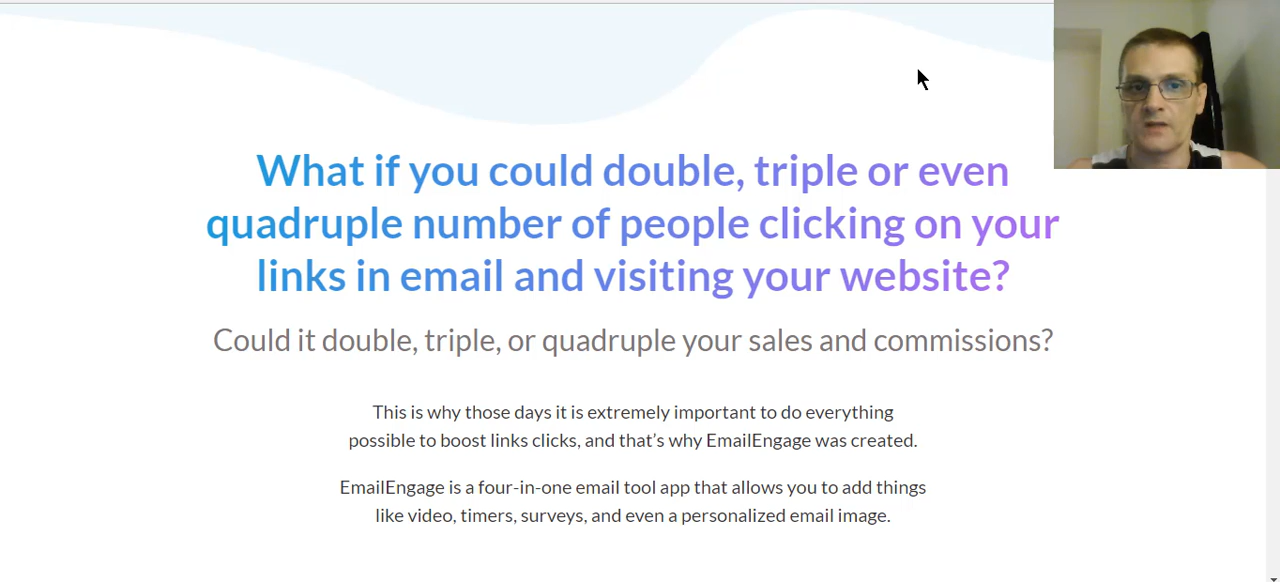 What if you could double, triple or even
quadruple number of people clicking on your
links in email and visiting your website?
Could it double, triple, or quadruple your sales and commissions?
This is why those days it is extremely important to do everything
possible to boost links clicks, and that’s why EmailEngage was created.
EmailEngage is a four-in-one email tool app that allows you to add things
like video, timers, surveys, and even a personalized email image.